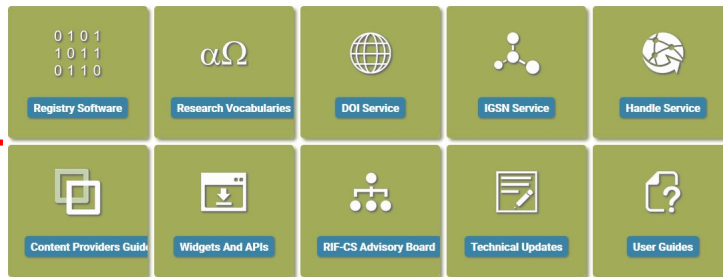 0 1 0 1
1 0 1 1
0 1 1 0
αΩ
Registry Software
Research Vocabularies
DOI Service
IGSN Service
Handle Service
?
Content Providers Guide
Widgets And APIs
RIF-CS Advisory Board
Technical Updates
User Guides